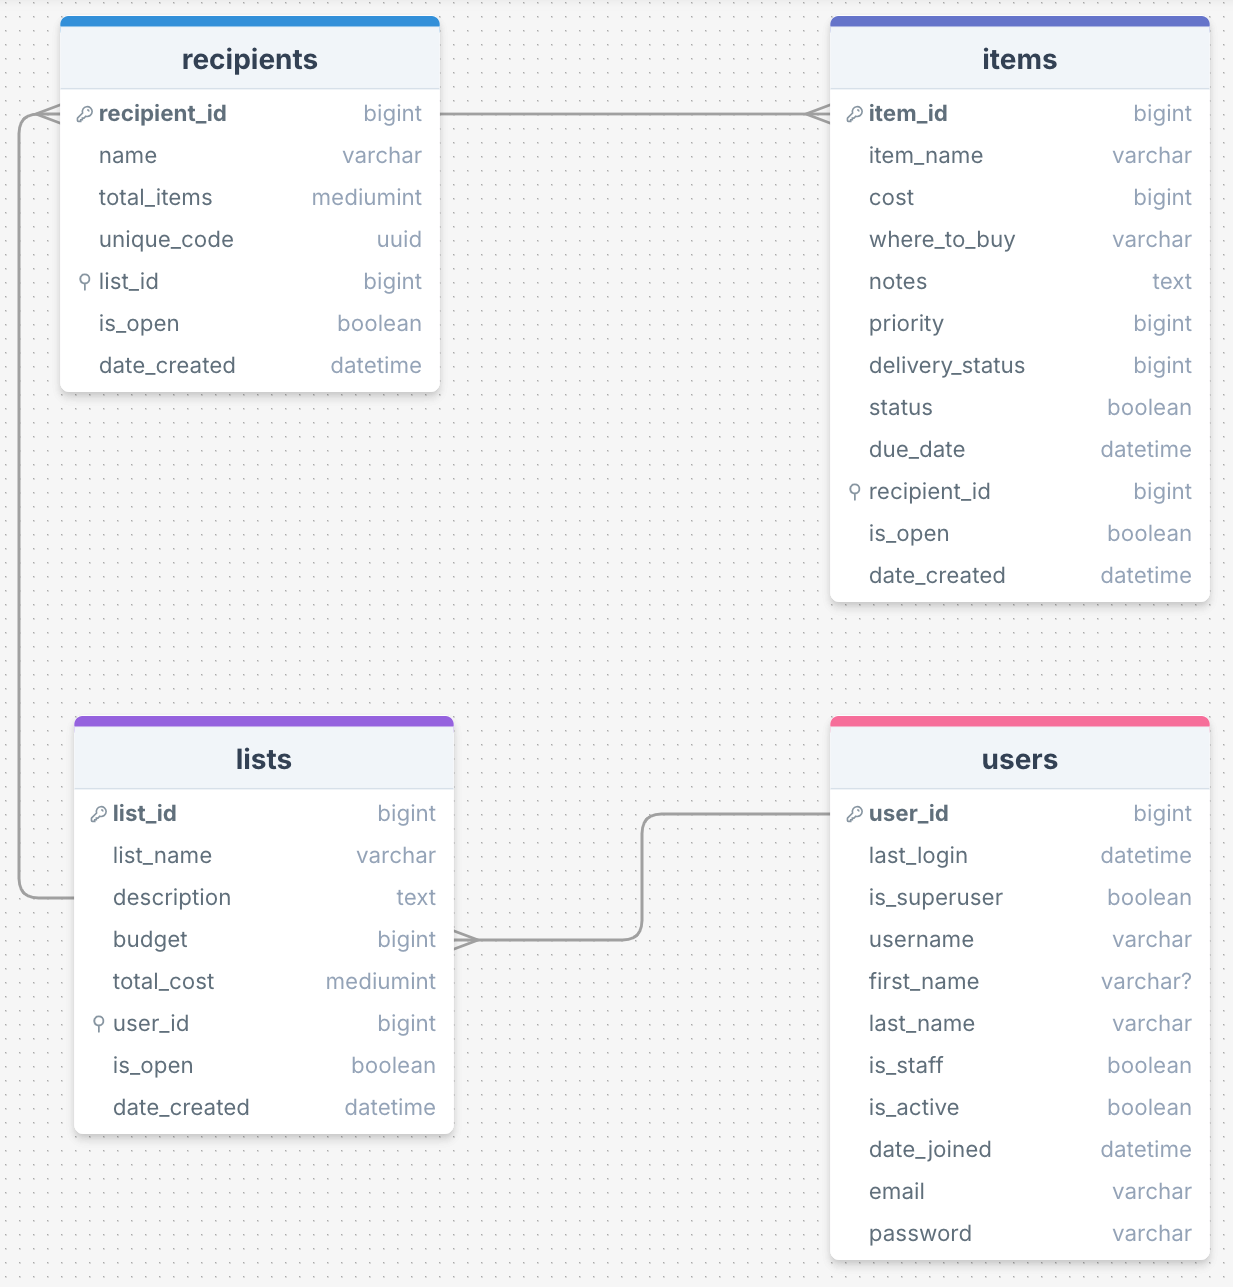 recipients
recipient_id bigint
name varchar
total_items mediumint
unique_code uuid
list_id bigint
is_open boolean
date_created datetime
items
item_id bigint
item_name varchar
cost bigint
where_to_buy varchar
notes text
priority bigint
delivery_status bigint
status boolean
due_date datetime
recipient_id bigint
is_open boolean
date_created datetime
lists
list_id bigint
list_name varchar
description text
budget bigint
total_cost mediumint
user_id bigint
is_open boolean
date_created datetime
users
user_id bigint
last_login datetime
is_superuser boolean
username varchar
first_name varchar?
last_name varchar
is_staff boolean
is_active boolean
date_joined datetime
email varchar
password varchar